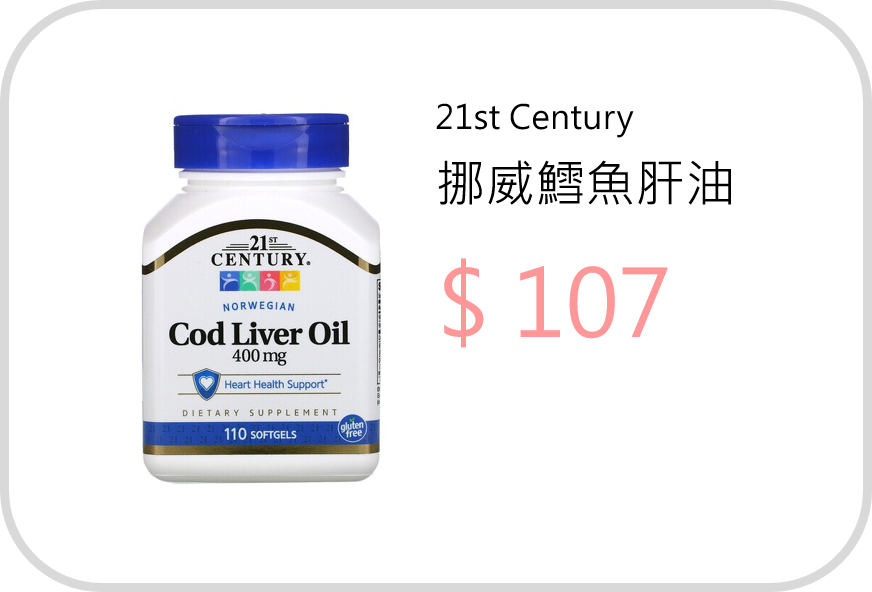 21st Century
挪威鱈魚肝油
$ 107
21ST
CENTURY®
NORWEGIAN
Cod Liver Oil
400 mg
Heart Health Support*
DIETARY SUPPLEMENT
110 SOFTGELS
gluten
free